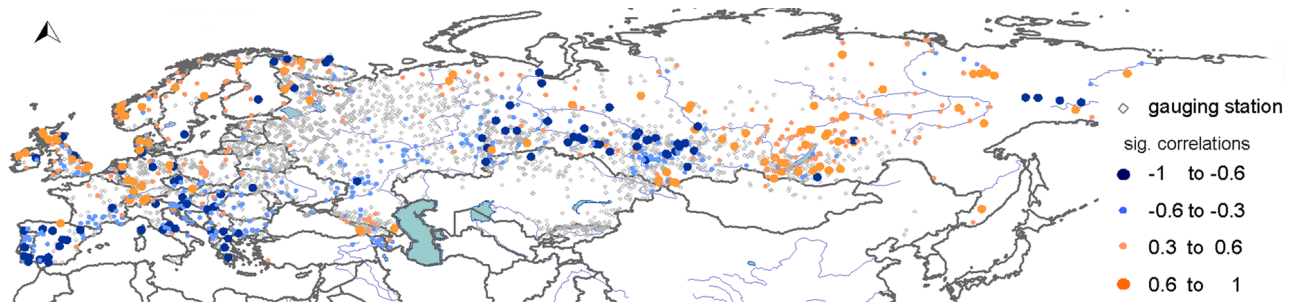 gauging station
sig. correlations
-1 to -0.6
-0.6 to -0.3
0.3 to 0.6
0.6 to 1